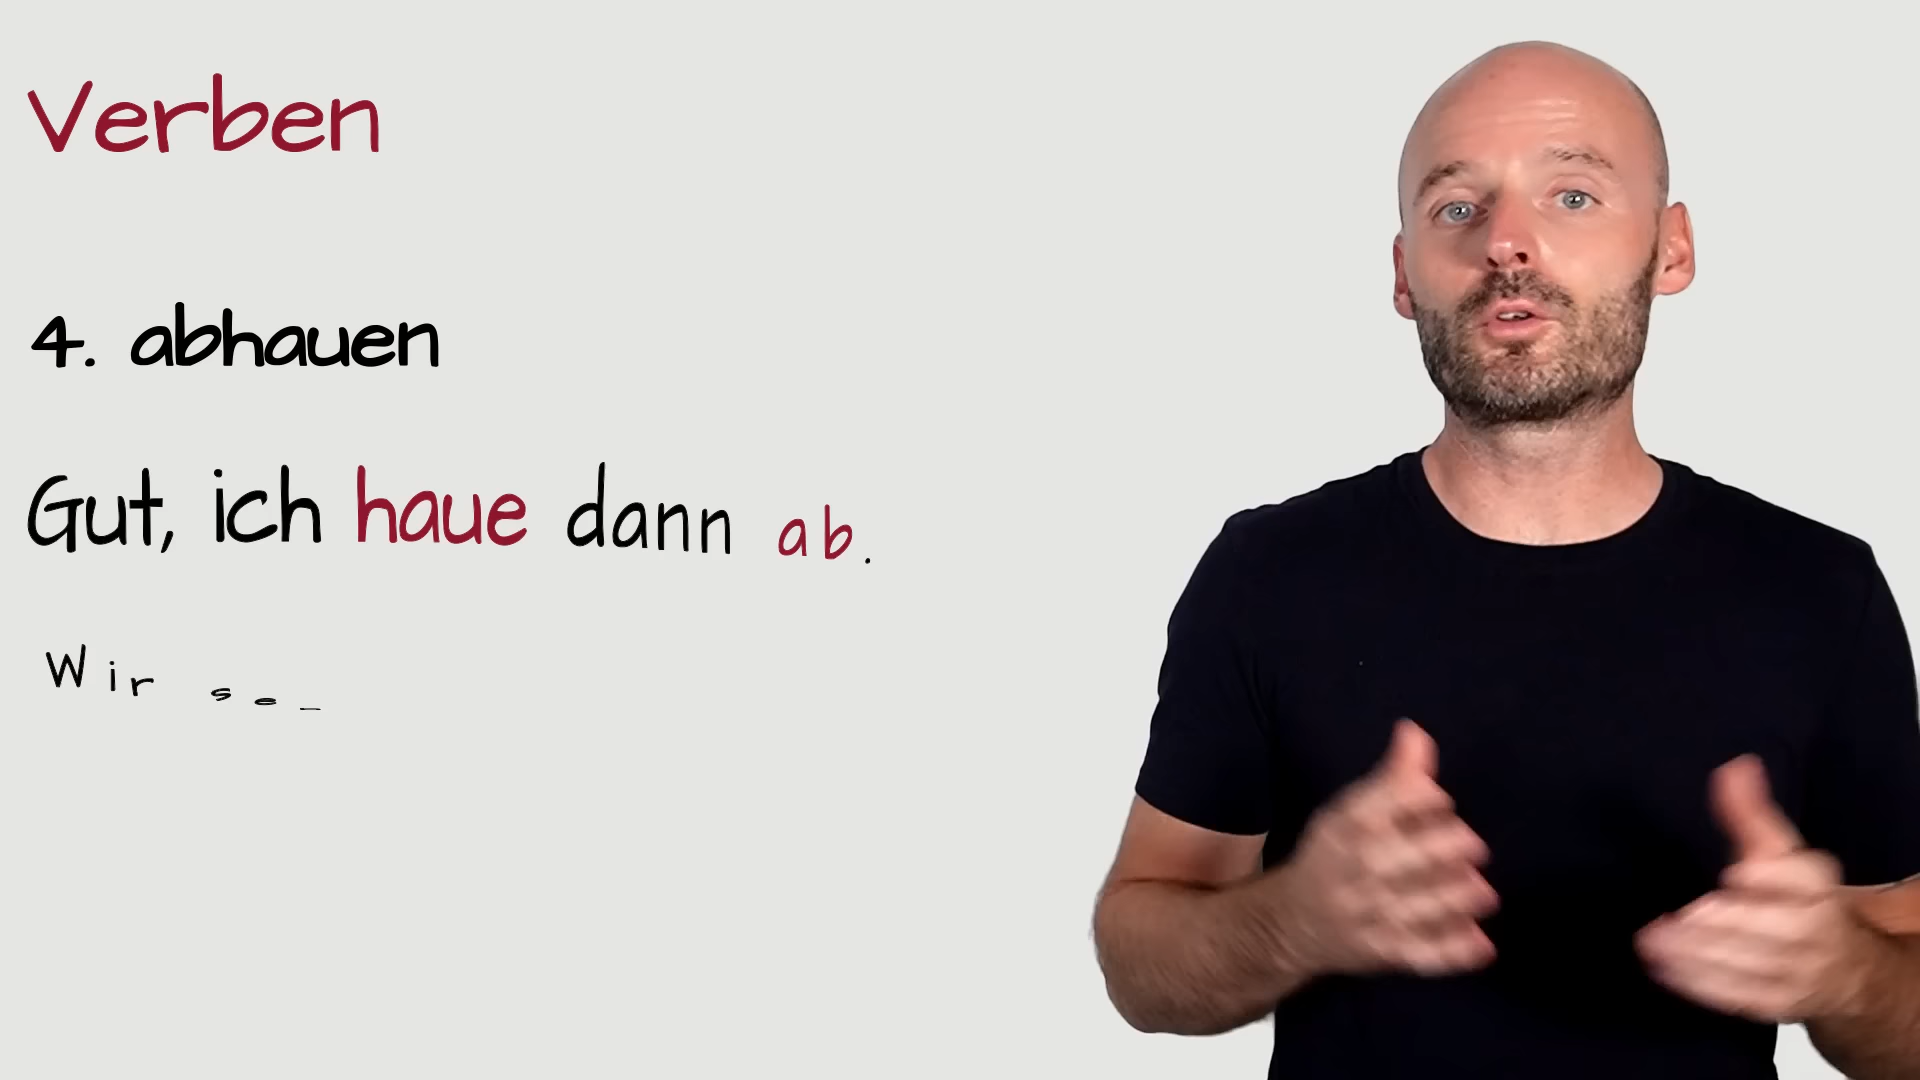 Verben
4. abhauen
Gut, ich haue dann ab.
Wir